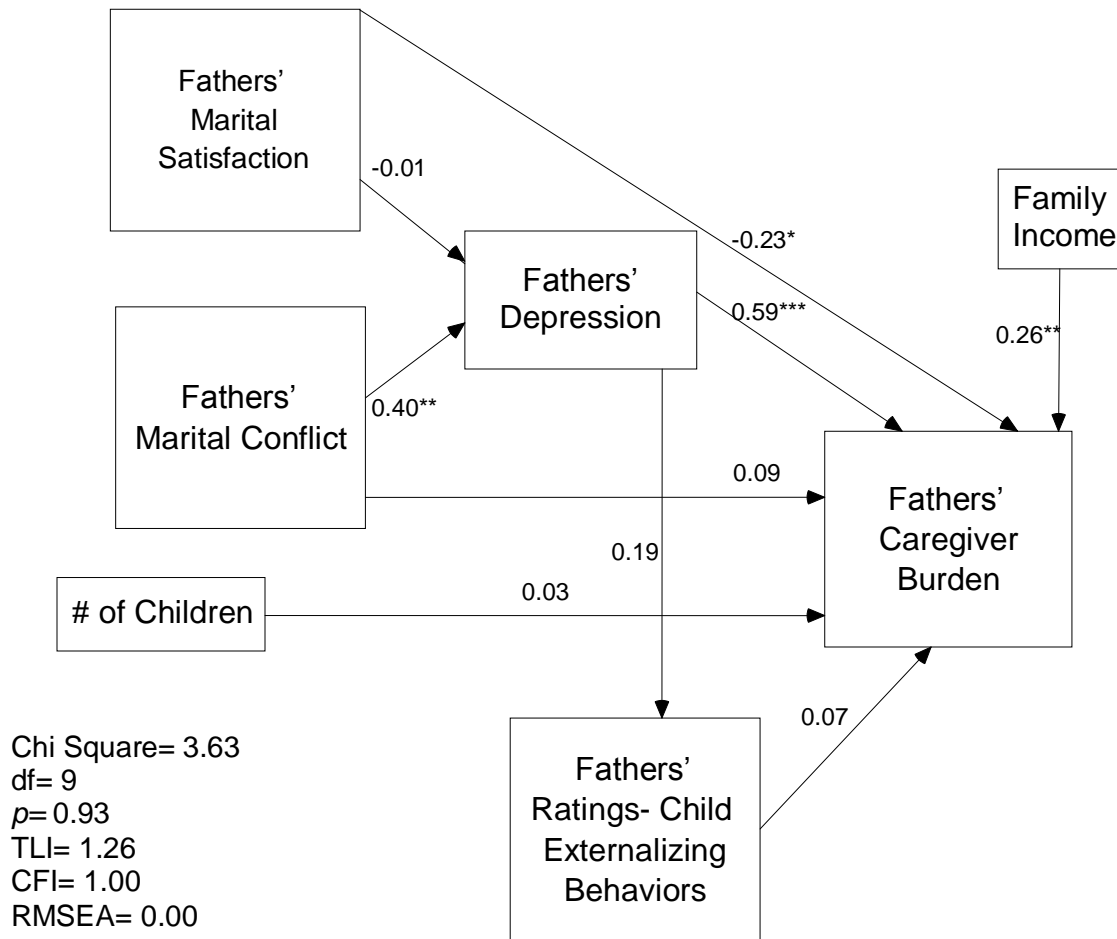 Fathers’
Marital
Satisfaction
-0.01
Family
Income
-0.23*
Fathers’
Depression
0.59***
0.26**
Fathers’
Marital Conflict
0.40**
0.09
Fathers’
Caregiver
Burden
0.19
# of Children
0.03
0.07
Fathers’
Ratings- Child
Externalizing
Behaviors
Chi Square= 3.63
df= 9
p= 0.93
TLI= 1.26
CFI= 1.00
RMSEA= 0.00